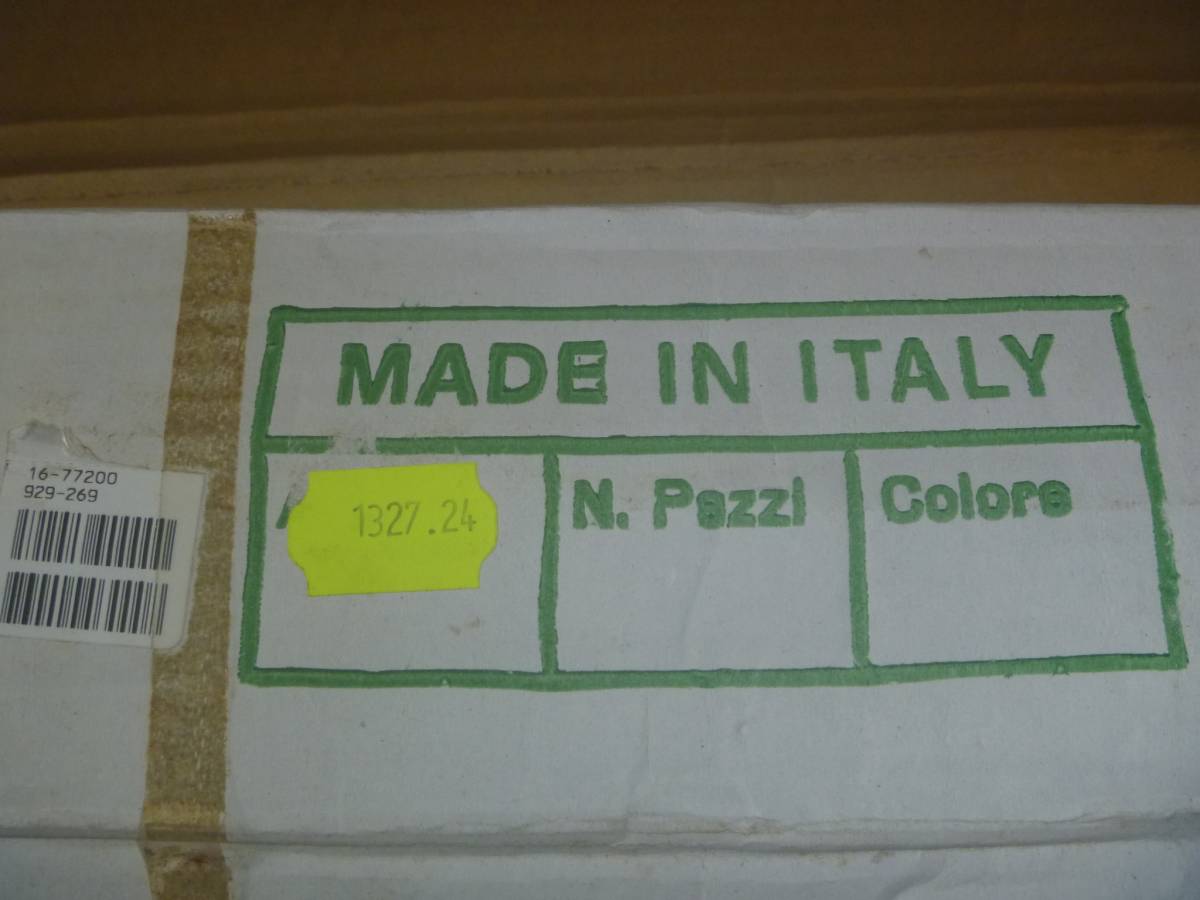 MADE IN ITALY
16-77200
929-269
1327.24
N. Pezzi
Colore